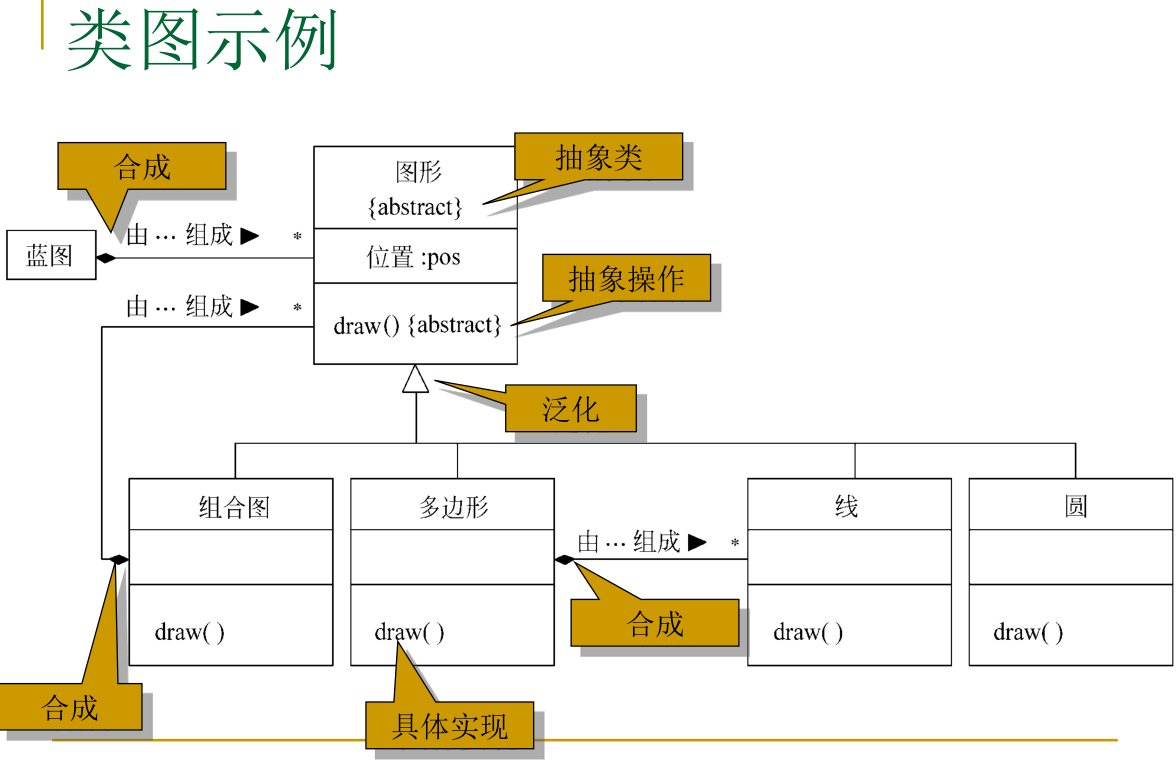 类图示例
合成
图形
{abstract}
抽象类
由 … 组成 ▶ *
蓝图
位置 :pos
抽象操作
由 … 组成 ▶ *
draw() {abstract}
泛化
组合图
多边形
线
圆
由 … 组成 ▶ *
合成
draw( )
draw( )
draw( )
draw( )
合成
具体实现